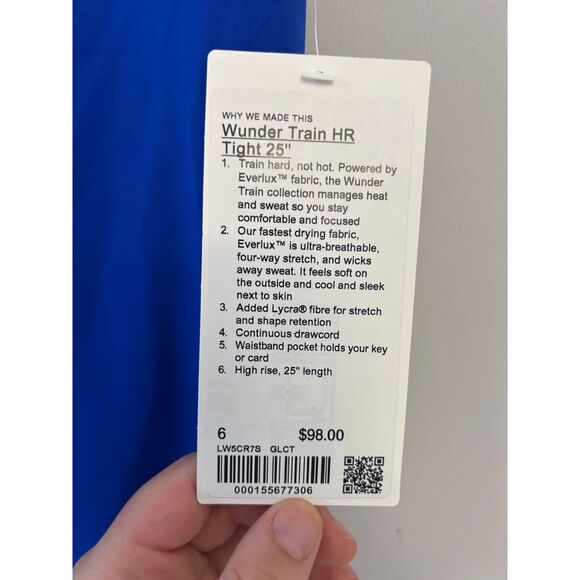 WHY WE MADE THIS
Wunder Train HR
Tight 25"
1. Train hard, not hot. Powered by
Everlux™ fabric, the Wunder
Train collection manages heat
and sweat so you stay
comfortable and focused
2. Our fastest drying fabric,
Everlux™ is ultra-breathable,
four-way stretch, and wicks
away sweat. It feels soft on
the outside and cool and sleek
next to skin
3. Added Lycra® fibre for stretch
and shape retention
4. Continuous drawcord
5. Waistband pocket holds your key
or card
6. High rise, 25" length
6 $98.00
LW5CR7S GLCT
000155677306